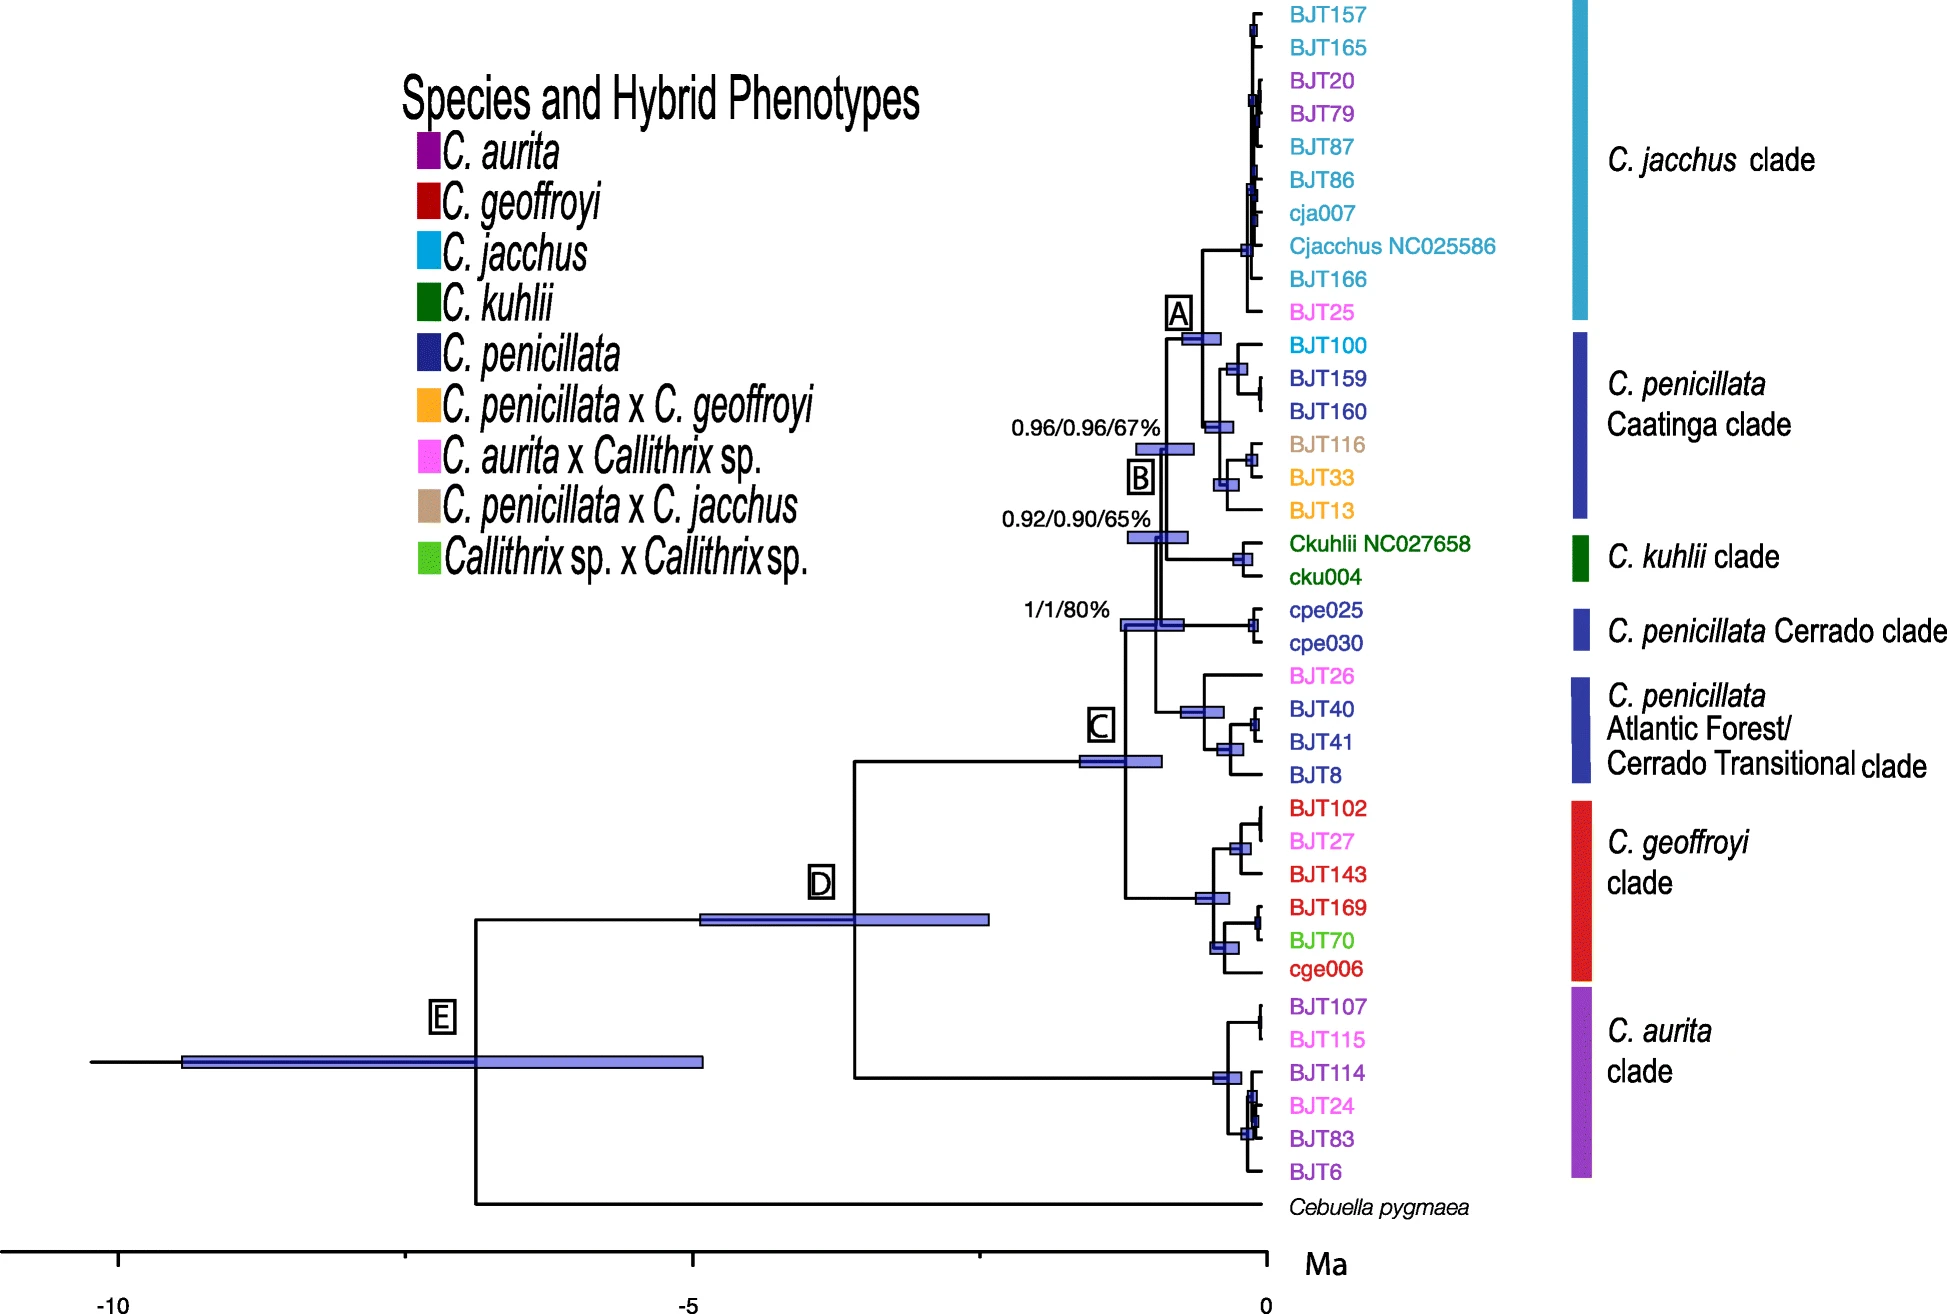 Species and Hybrid Phenotypes
C. aurita
C. geoffroyi
C. jacchus
C. kuhlii
C. penicillata
C. penicillata x C. geoffroyi
C. aurita x Callithrix sp.
C. penicillata x C. jacchus
Callithrix sp. x Callithrix sp.
A
0.96/0.96/67%
B
0.92/0.90/65%
1/1/80%
C
D
E
BJT157
BJT165
BJT20
BJT79
BJT87
BJT86
cja007
Cjacchus NC025586
BJT166
BJT25
BJT100
BJT159
BJT160
BJT116
BJT33
BJT13
Ckuhlii NC027658
cku004
cpe025
cpe030
BJT26
BJT40
BJT41
BJT8
BJT102
BJT27
BJT143
BJT169
BJT70
cge006
BJT107
BJT115
BJT114
BJT24
BJT83
BJT6
Cebuella pygmaea
C. jacchus clade
C. penicillata
Caatinga clade
C. kuhlii clade
C. penicillata Cerrado clade
C. penicillata
Atlantic Forest/
Cerrado Transitional clade
C. geoffroyi
clade
C. aurita
clade
Ma
-10
-5
0